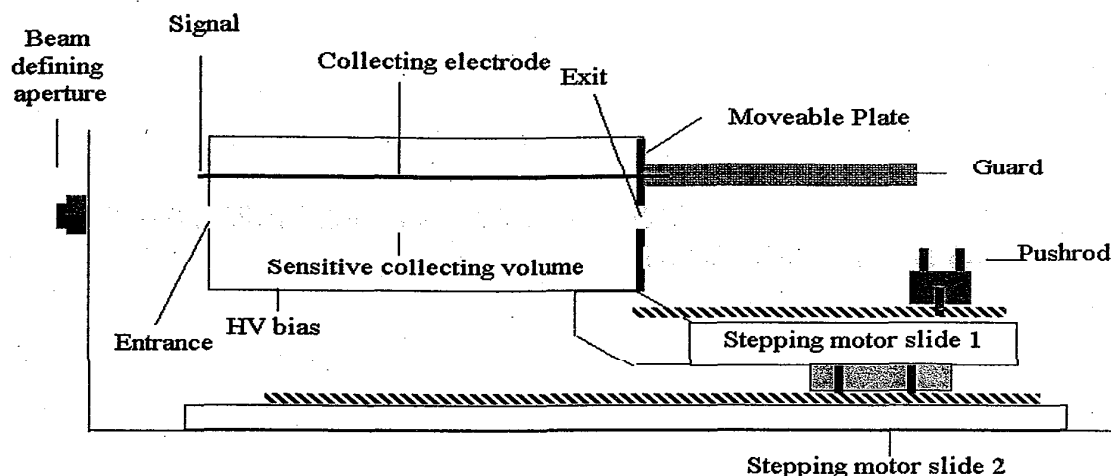 Signal
Beam
defining
aperture
Collecting electrode
Exit
Moveable Plate
Guard
Pushrod
Sensitive collecting volume
HV bias
Entrance
Stepping motor slide 1
Stepping motor slide 2